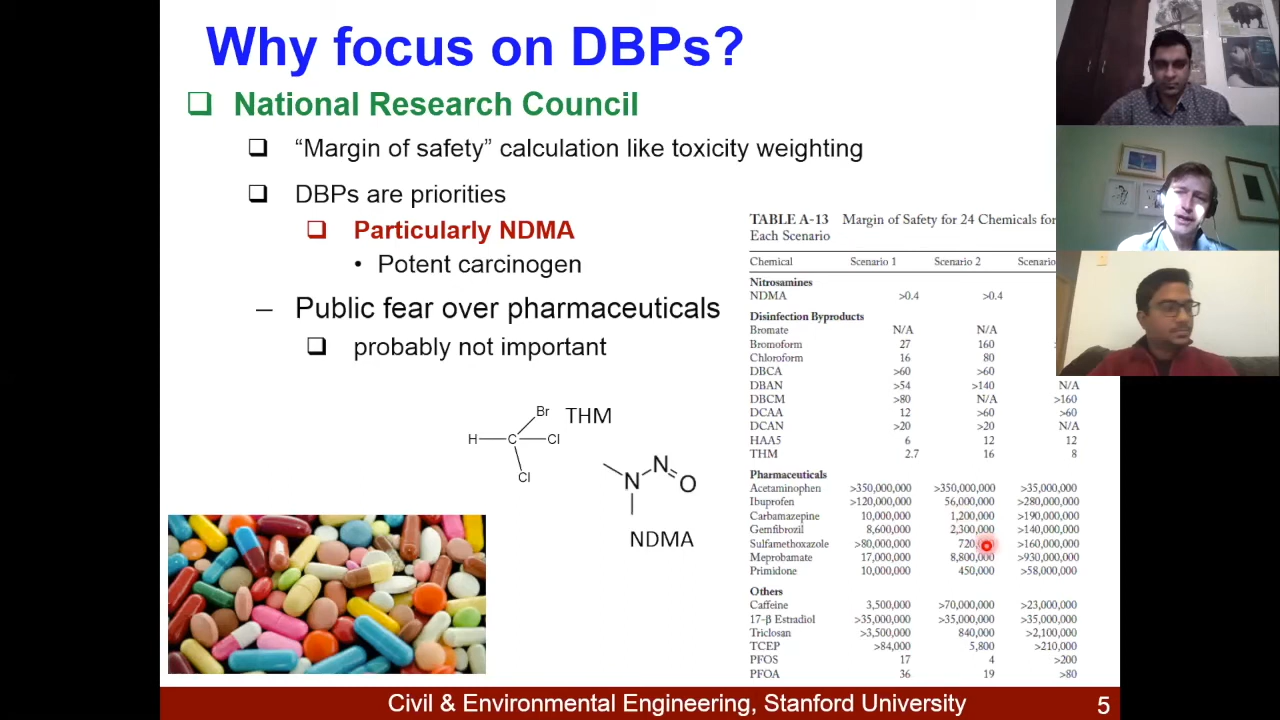 Why focus on DBPs?
National Research Council
“Margin of safety” calculation like toxicity weighting
DBPs are priorities
Particularly NDMA
• Potent carcinogen
– Public fear over pharmaceuticals
probably not important
Br THM
H C Cl
Cl
N N O
NDMA
TABLE A-13 Margin of Safety for 24 Chemicals for
Each Scenario
Chemical Scenario 1 Scenario 2 Scenario
Nitrosamines
NDMA >0.4 >0.4
Disinfection Byproducts
Bromate N/A N/A
Bromoform 27 160
Chloroform 16 80
DBCA >60 >60
DBAN >54 >140 N/A
DBCM >80 N/A >160
DCAA 12 >60 >60
DCAN >20 >20 N/A
HAA5 6 12 12
THM 2.7 16 8
Pharmaceuticals
Acetaminophen >350,000,000 >350,000,000 >35,000,000
Ibuprofen >120,000,000 56,000,000 >280,000,000
Carbamazepine 10,000,000 1,200,000 >190,000,000
Gemfibrozil 8,600,000 2,300,000 >140,000,000
Sulfamethoxazole >80,000,000 720, >160,000,000
Meprobamate 17,000,000 8,800,000 >930,000,000
Primidone 10,000,000 450,000 >58,000,000
Others
Caffeine 3,500,000 >70,000,000 >23,000,000
17-β Estradiol >35,000,000 >35,000,000 >35,000,000
Triclosan >3,500,000 840,000 >2,100,000
TCEP >84,000 5,800 >210,000
PFOS 17 4 >200
PFOA 36 19 >80
Civil & Environmental Engineering, Stanford University 5